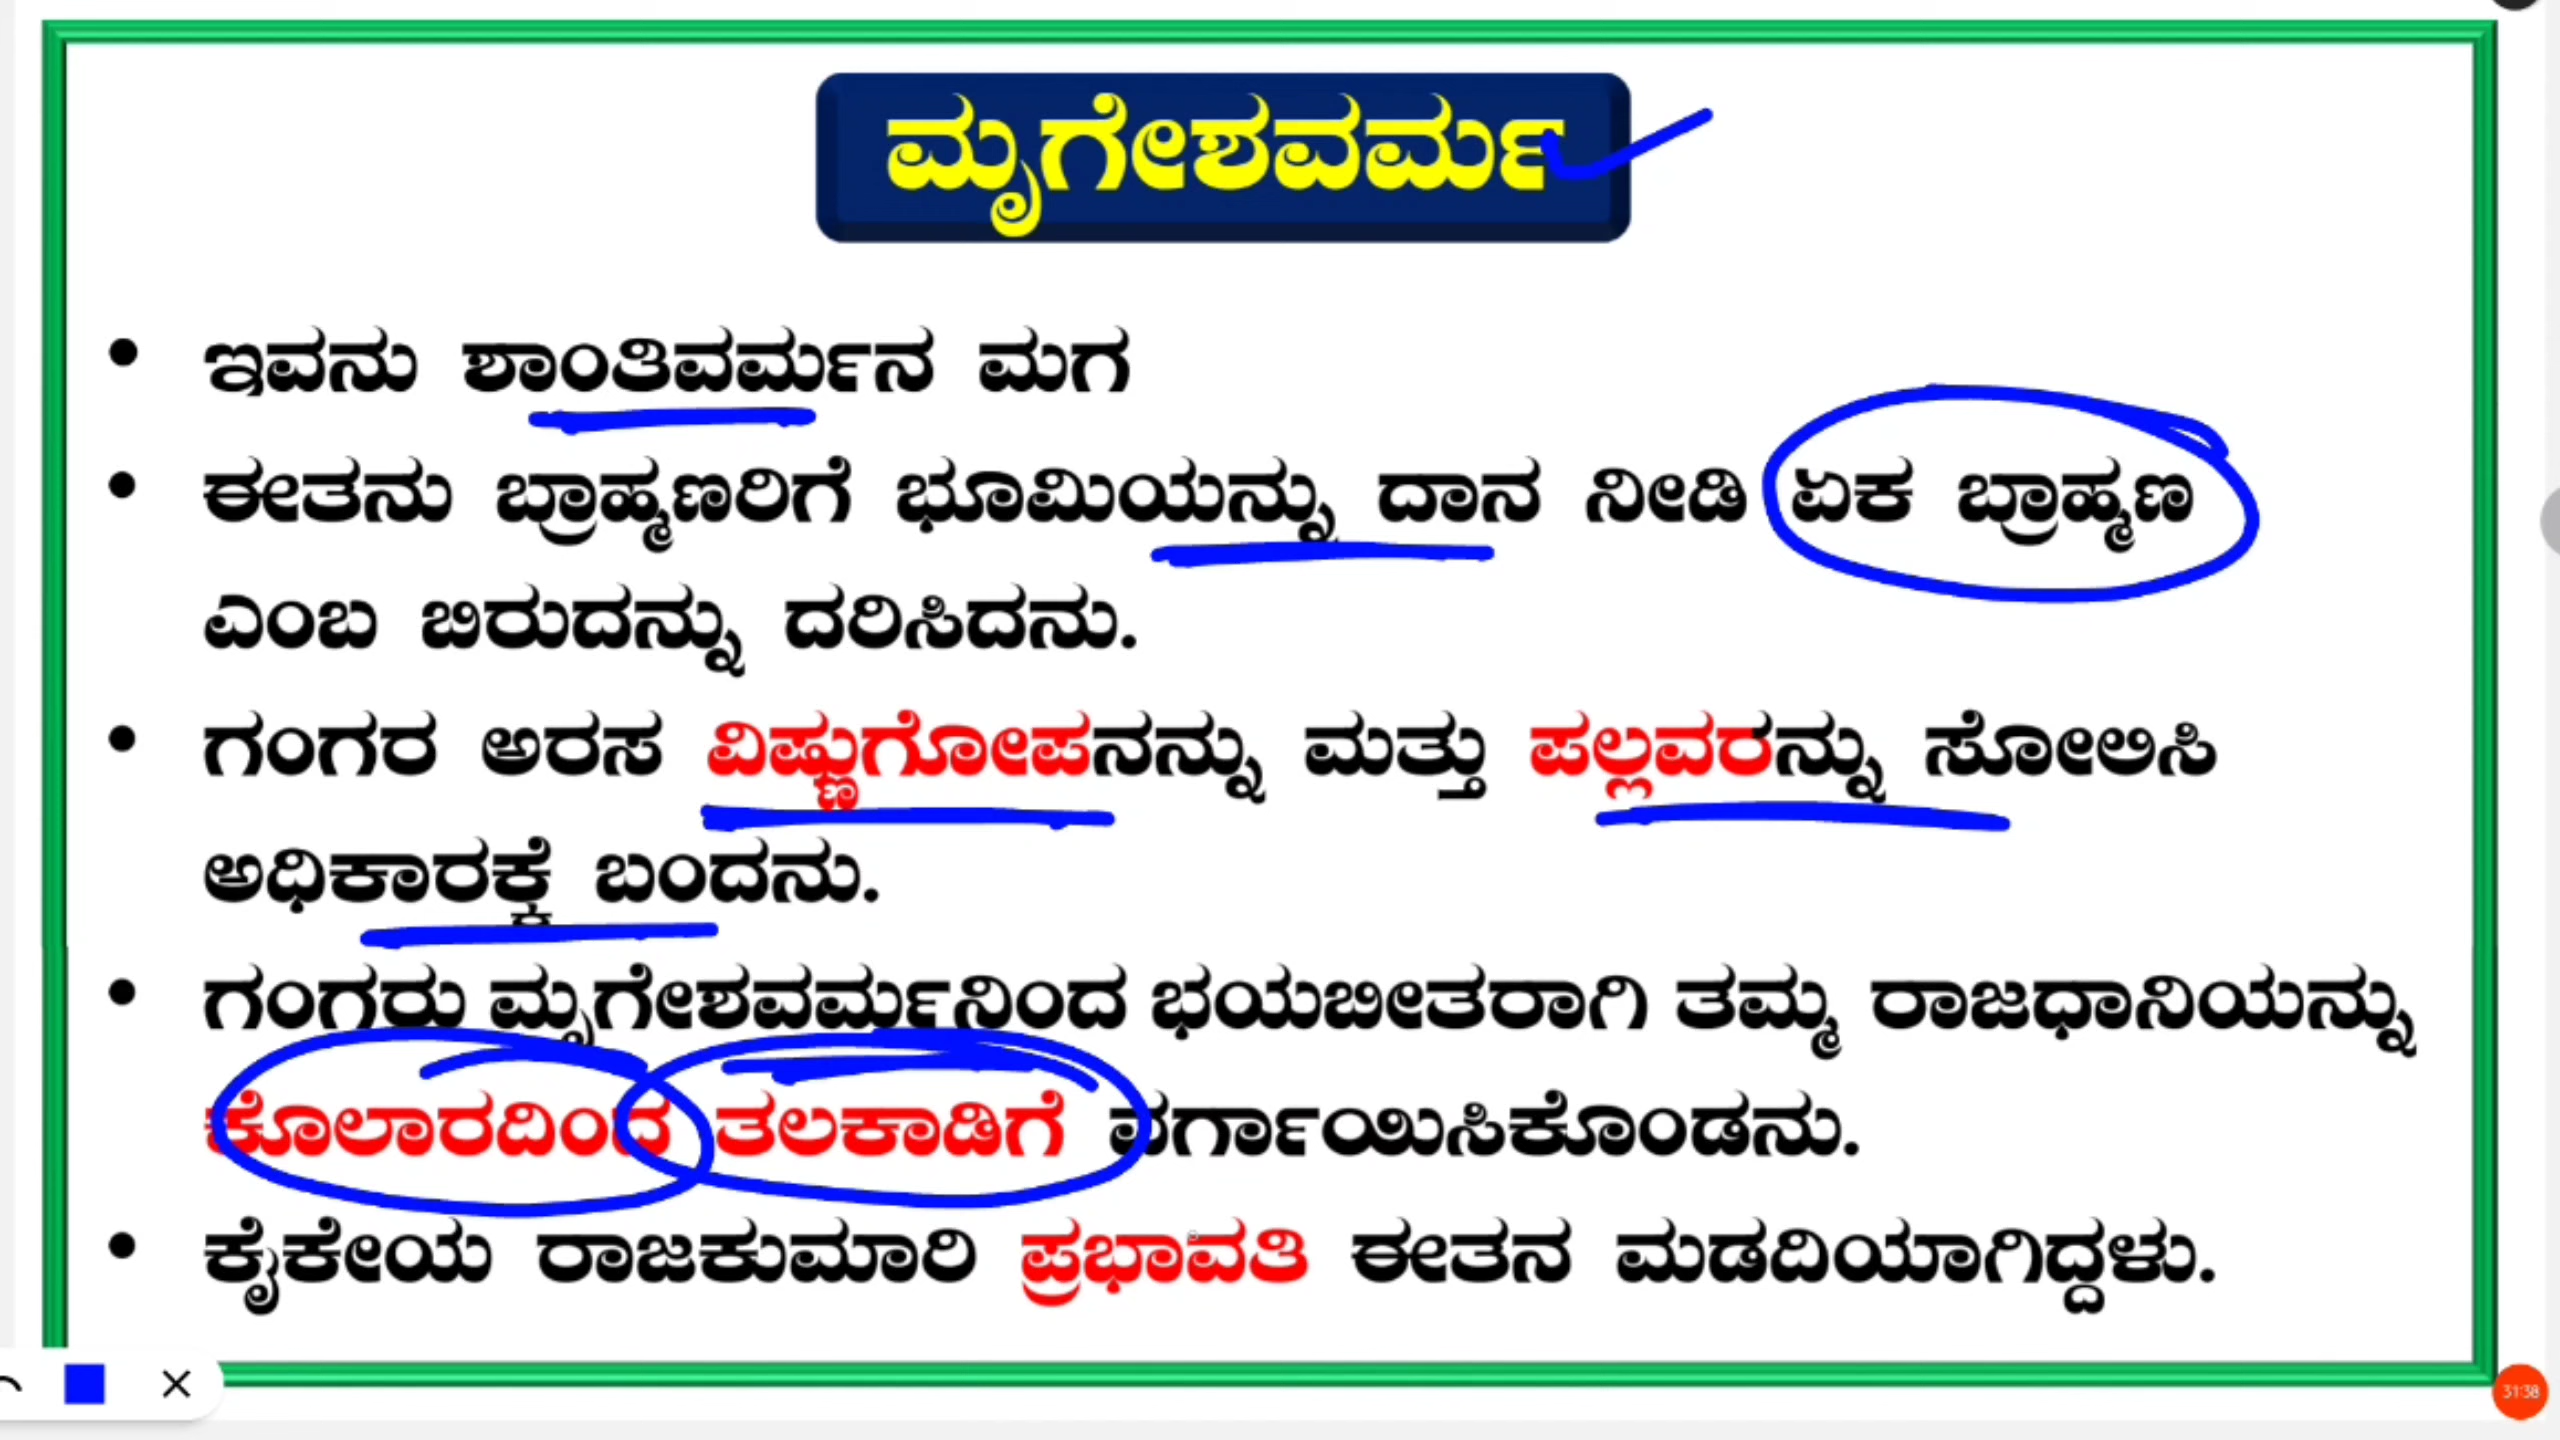 ಮೃಗೇಶವರ್ಮ
• ಇವನು ಶಾಂತಿವರ್ಮನ ಮಗ
• ಈತನು ಬ್ರಾಹ್ಮಣರಿಗೆ ಭೂಮಿಯನ್ನು ದಾನ ನೀಡಿ ಏಕ ಬ್ರಾಹ್ಮಣ
ಎಂಬ ಬಿರುದನ್ನು ದರಿಸಿದನು.
• ಗಂಗರ ಅರಸ ವಿಷ್ಣುಗೋಪನನ್ನು ಮತ್ತು ಪಲ್ಲವರನ್ನು ಸೋಲಿಸಿ
ಅಧಿಕಾರಕ್ಕೆ ಬಂದನು.
• ಗಂಗರು ಮೃಗೇಶವರ್ಮನಿಂದ ಭಯಬೀತರಾಗಿ ತಮ್ಮ ರಾಜಧಾನಿಯನ್ನು
ಕೊಲಾರದಿಂದ ತಲಕಾಡಿಗೆ ವರ್ಗಾಯಿಸಿಕೊಂಡನು.
• ಕೈಕೇಯ ರಾಜಕುಮಾರಿ ಪ್ರಭಾವತಿ ಈತನ ಮಡದಿಯಾಗಿದ್ದಳು.
31:38